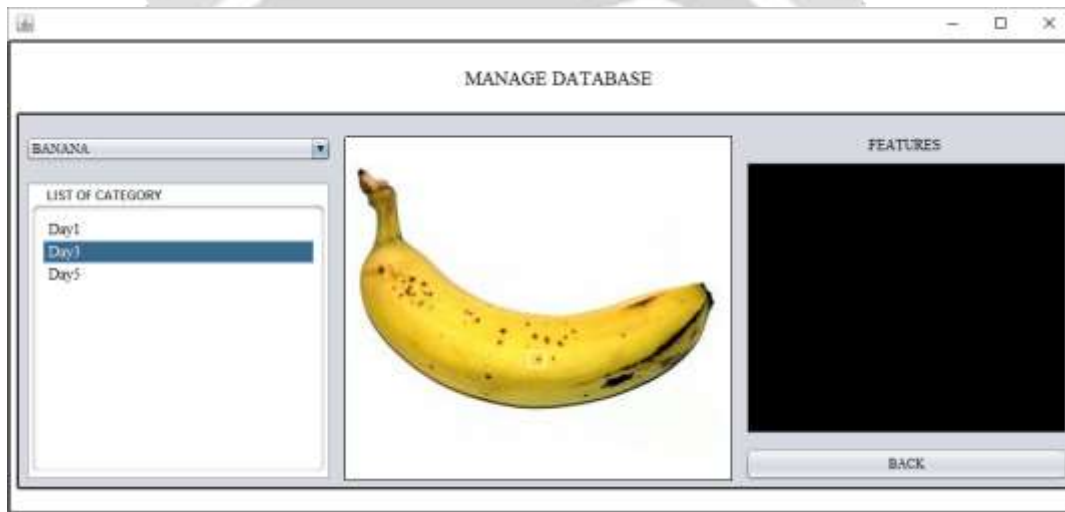 MANAGE DATABASE
BANANA
LIST OF CATEGORY
Day1
Day3
Day5
FEATURES
BACK